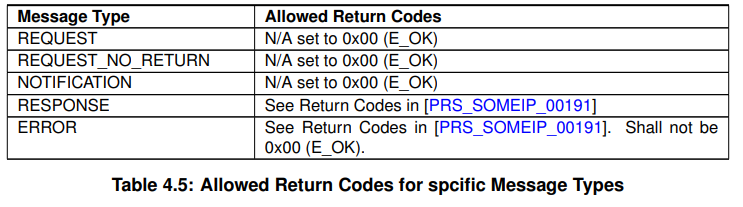 Message Type Allowed Return Codes
REQUEST N/A set to 0x00 (E_OK)
REQUEST_NO_RETURN N/A set to 0x00 (E_OK)
NOTIFICATION N/A set to 0x00 (E_OK)
RESPONSE See Return Codes in [PRS_SOMEIP_00191]
ERROR See Return Codes in [PRS_SOMEIP_00191]. Shall not be
0x00 (E_OK).
Table 4.5: Allowed Return Codes for spcific Message Types